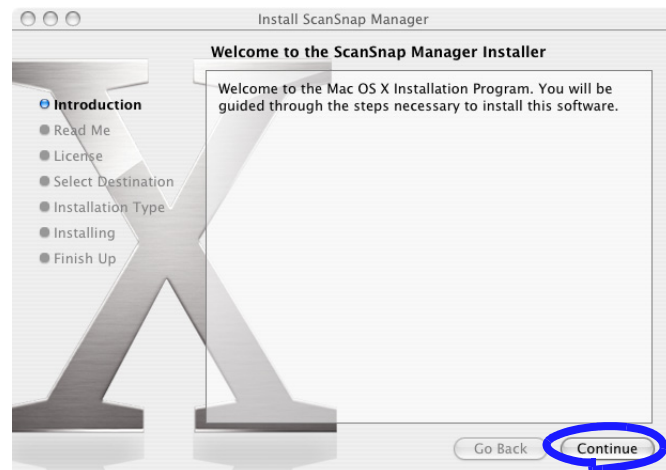 Install ScanSnap Manager
Welcome to the ScanSnap Manager Installer
Introduction
Read Me
License
Select Destination
Installation Type
Installing
Finish Up
Welcome to the Mac OS X Installation Program. You will be
guided through the steps necessary to install this software.
Go Back
Continue